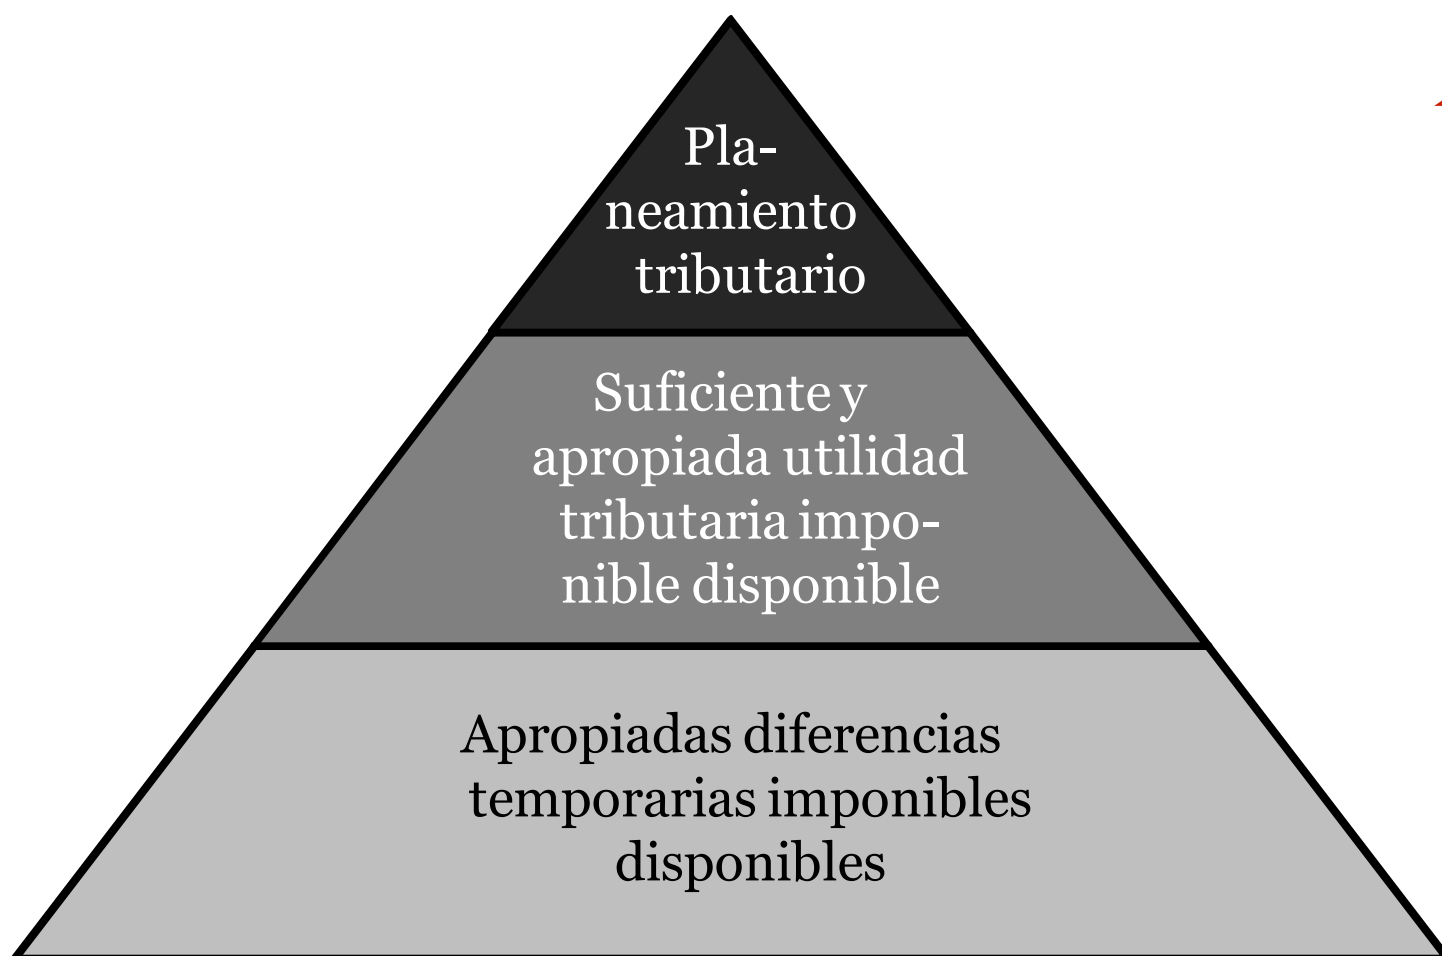 Pla-
neamiento
tributario
Suficiente y
apropiada utilidad
tributaria impo-
nible disponible
Apropiadas diferencias
temporarias imponibles
disponibles